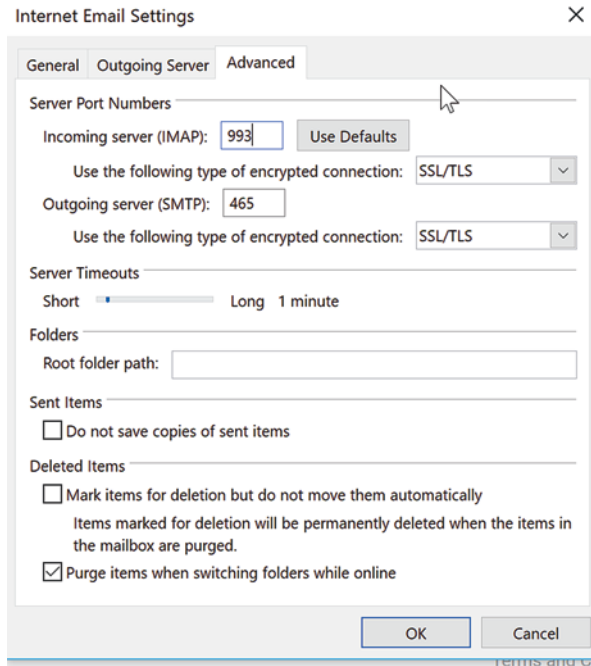 Internet Email Settings
General Outgoing Server Advanced
Server Port Numbers
Incoming server (IMAP): 993 Use Defaults
Use the following type of encrypted connection: SSL/TLS
Outgoing server (SMTP): 465
Use the following type of encrypted connection: SSL/TLS
Server Timeouts
Short Long 1 minute
Folders
Root folder path:
Sent Items
Do not save copies of sent items
Deleted Items
Mark items for deletion but do not move them automatically
Items marked for deletion will be permanently deleted when the items in
the mailbox are purged.
Purge items when switching folders while online
OK Cancel
Terms and C